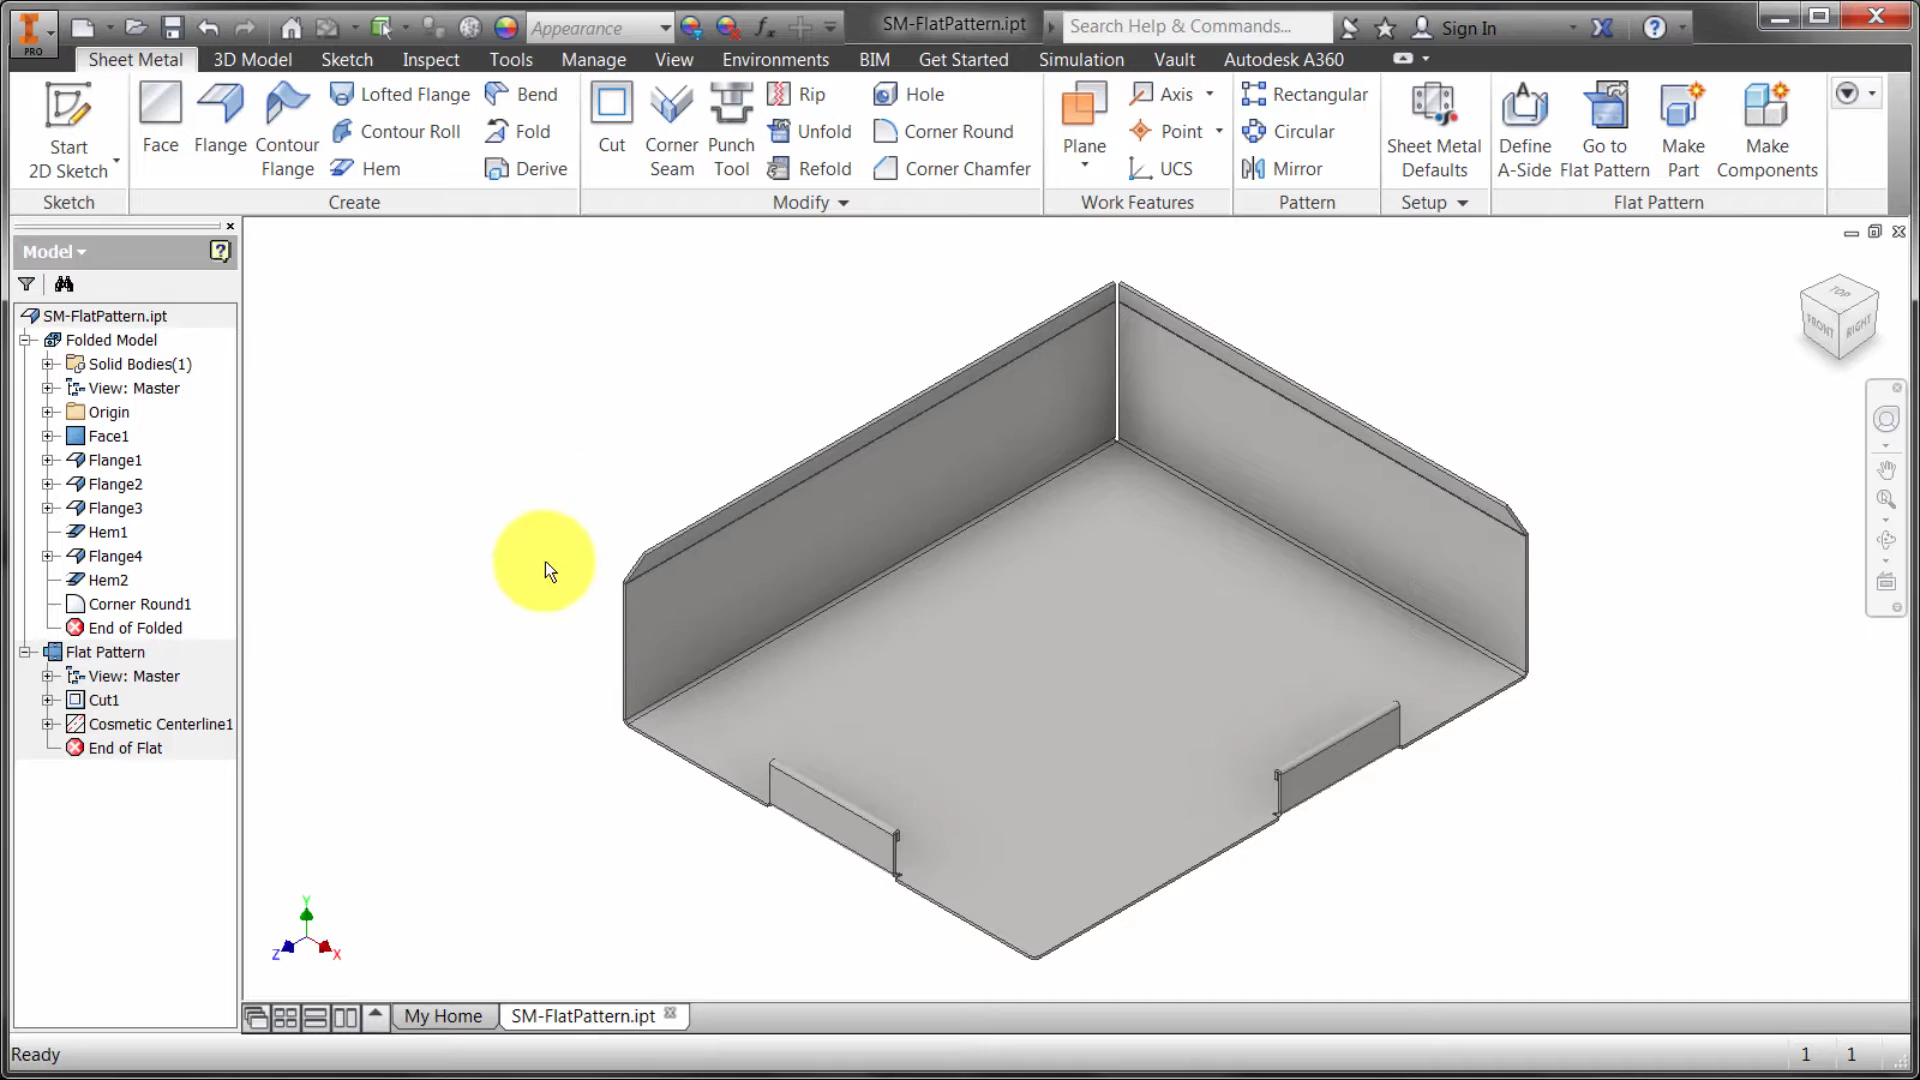 PRO
Appearance
SM-FlatPattern.ipt
Search Help & Commands...
Sign In
Sheet Metal
3D Model
Sketch
Inspect
Tools
Manage
View
Environments
BIM
Get Started
Simulation
Vault
Autodesk A360
Start
2D Sketch
Face
Flange
Contour
Flange
Lofted Flange
Contour Roll
Hem
Bend
Fold
Derive
Cut
Corner
Seam
Punch
Tool
Rip
Unfold
Refold
Hole
Corner Round
Corner Chamfer
Plane
Axis
Point
UCS
Rectangular
Circular
Mirror
Sheet Metal
Defaults
Define
A-Side
Go to
Flat Pattern
Make
Part
Make
Components
Sketch
Create
Modify
Work Features
Pattern
Setup
Flat Pattern
Model
SM-FlatPattern.ipt
Folded Model
Solid Bodies(1)
View: Master
Origin
Face1
Flange1
Flange2
Flange3
Hem1
Flange4
Hem2
Corner Round1
End of Folded
Flat Pattern
View: Master
Cut1
Cosmetic Centerline1
End of Flat
TOP
FRONT
RIGHT
Y
Z
X
My Home
SM-FlatPattern.ipt
Ready
1
1